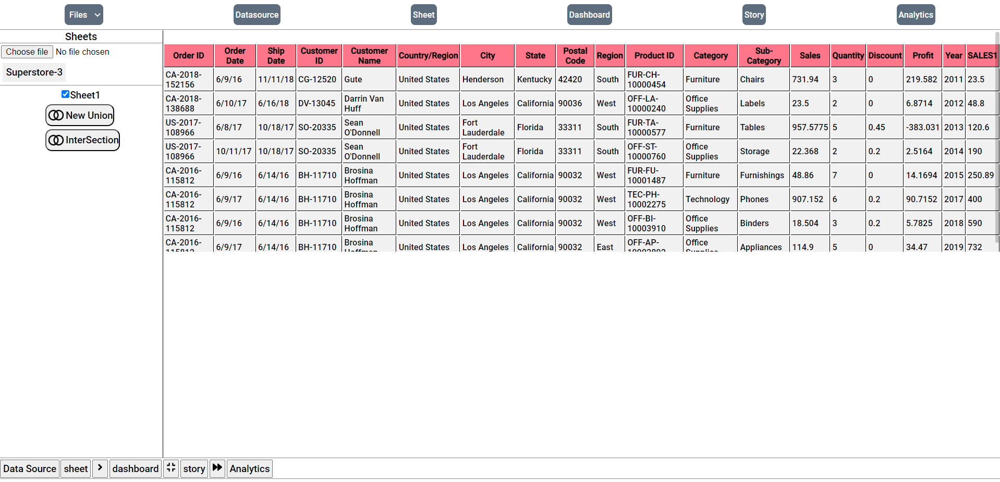 Files Datasource Sheet Dashboard Story Analytics
Sheets
Choose file No file chosen
Superstore-3
Sheet1
New Union
InterSection
Order ID Order Date Ship Date Customer ID Customer Name Country/Region City State Postal Code Region Product ID Category Sub-Category Sales Quantity Discount Profit Year SALES1
CA-2018-152156 6/9/16 11/11/18 CG-12520 Gute United States Henderson Kentucky 42420 South FUR-CH-10000454 Furniture Chairs 731.94 3 0 219.582 2011 23.5
CA-2018-138688 6/10/17 6/16/18 DV-13045 Darrin Van Huff United States Los Angeles California 90036 West OFF-LA-10000240 Office Supplies Labels 23.5 2 0 6.8714 2012 48.8
US-2017-108966 6/8/17 10/18/17 SO-20335 Sean O'Donnell United States Fort Lauderdale Florida 33311 South FUR-TA-10000577 Furniture Tables 957.5775 5 0.45 -383.031 2013 120.6
US-2017-108966 10/11/17 10/18/17 SO-20335 Sean O'Donnell United States Fort Lauderdale Florida 33311 South OFF-ST-10000760 Office Supplies Storage 22.368 2 0.2 2.5164 2014 190
CA-2016-115812 6/9/16 6/14/16 BH-11710 Brosina Hoffman United States Los Angeles California 90032 West FUR-FU-10001487 Furniture Furnishings 48.86 7 0 14.1694 2015 250.89
CA-2016-115812 6/9/17 6/14/16 BH-11710 Brosina Hoffman United States Los Angeles California 90032 West TEC-PH-10002275 Technology Phones 907.152 6 0.2 90.7152 2017 400
CA-2016-115812 6/9/16 6/14/16 BH-11710 Brosina Hoffman United States Los Angeles California 90032 West OFF-BI-10003910 Office Supplies Binders 18.504 3 0.2 5.7825 2018 590
CA-2016- 6/9/17 6/14/16 BH-11710 Brosina United States Los Angeles California 90032 East OFF-AP- Office Appliances 114.9 5 0 34.47 2019 732
Data Source sheet dashboard story Analytics